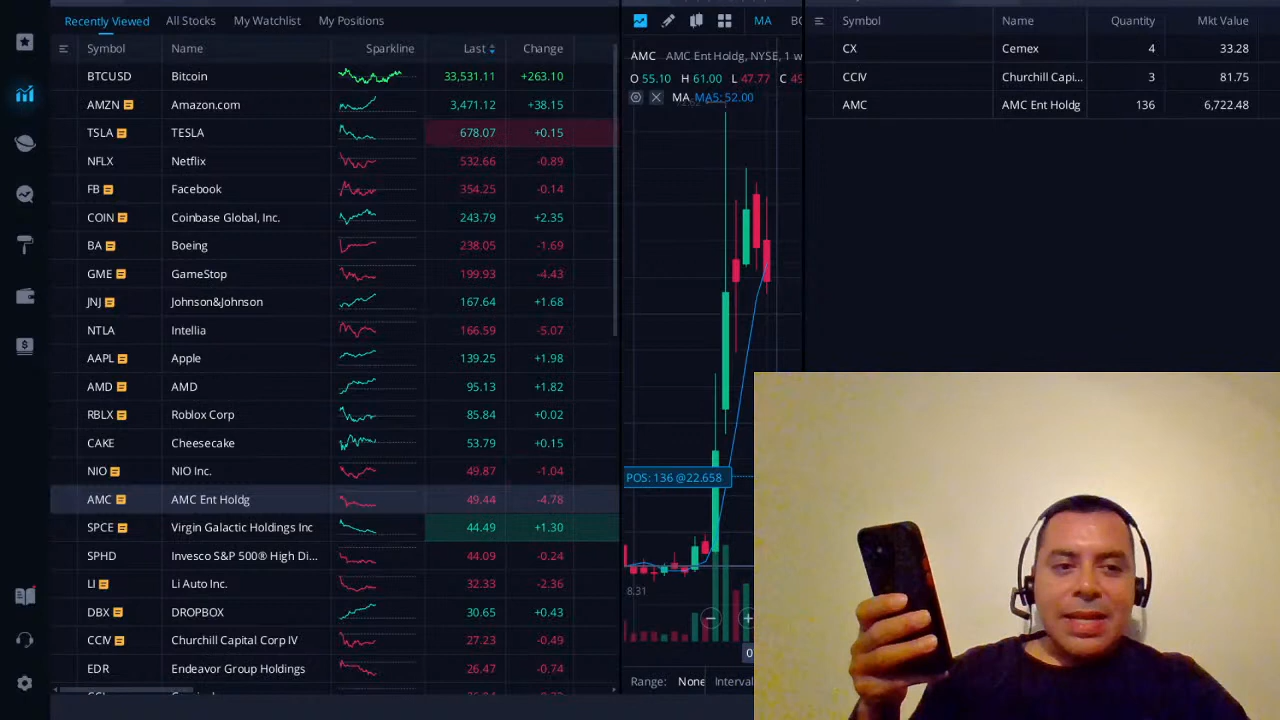 Recently Viewed All Stocks My Watchlist My Positions
Symbol Name Sparkline Last Change
BTCUSD Bitcoin 33,531.11 +263.10
AMZN Amazon.com 3,471.12 +38.15
TSLA TESLA 678.07 +0.15
NFLX Netflix 532.66 -0.89
FB Facebook 354.25 -0.14
COIN Coinbase Global, Inc. 243.79 +2.35
BA Boeing 238.05 -1.69
GME GameStop 199.93 -4.43
JNJ Johnson&Johnson 167.64 +1.68
NTLA Intellia 166.59 -5.07
AAPL Apple 139.25 +1.98
AMD AMD 95.13 +1.82
RBLX Roblox Corp 85.84 +0.02
CAKE Cheesecake 53.79 +0.15
NIO NIO Inc. 49.87 -1.04
AMC AMC Ent Holdg 49.44 -4.78
SPCE Virgin Galactic Holdings Inc 44.49 +1.30
SPHD Invesco S&P 500® High Di... 44.09 -0.24
LI Li Auto Inc. 32.33 -2.36
DBX DROPBOX 30.65 +0.43
CCIV Churchill Capital Corp IV 27.23 -0.49
EDR Endeavor Group Holdings 26.47 -0.74
MA
AMC AMC Ent Holdg, NYSE, 1 w
O 55.10 H 61.00 L 47.77 C 49
MA MA5: 52.00
POS: 136 @22.658
8.31
Range: None Interval
Symbol Name Quantity Mkt Value
CX Cemex 4 33.28
CCIV Churchill Capi... 3 81.75
AMC AMC Ent Holdg 136 6,722.48